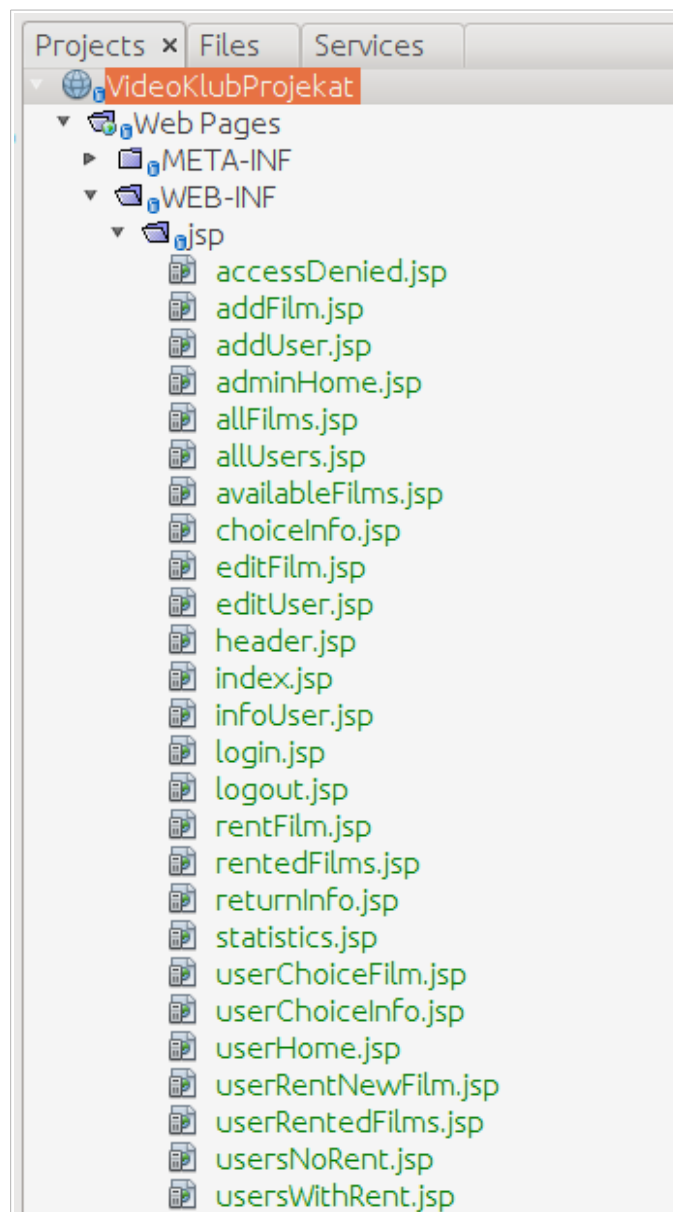 Projects × Files Services
VideoKlubProjekat
Web Pages
META-INF
WEB-INF
jsp
accessDenied.jsp
addFilm.jsp
addUser.jsp
adminHome.jsp
allFilms.jsp
allUsers.jsp
availableFilms.jsp
choiceInfo.jsp
editFilm.jsp
editUser.jsp
header.jsp
index.jsp
infoUser.jsp
login.jsp
logout.jsp
rentFilm.jsp
rentedFilms.jsp
returnInfo.jsp
statistics.jsp
userChoiceFilm.jsp
userChoiceInfo.jsp
userHome.jsp
userRentNewFilm.jsp
userRentedFilms.jsp
usersNoRent.jsp
usersWithRent.jsp